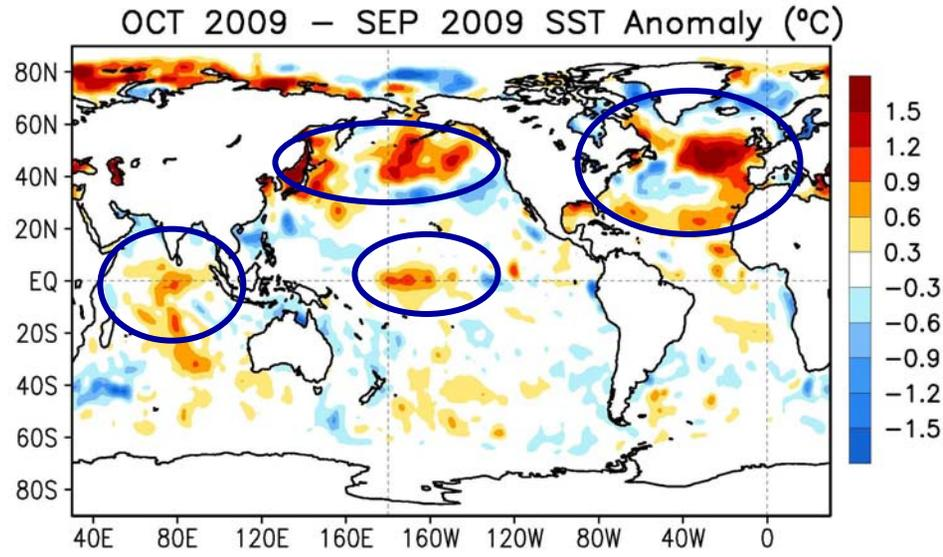 OCT 2009 – SEP 2009 SST Anomaly (°C)
80N
60N
40N
20N
EQ
20S
40S
60S
80S
40E 80E 120E 160E 160W 120W 80W 40W 0
1.5
1.2
0.9
0.6
0.3
−0.3
−0.6
−0.9
−1.2
−1.5